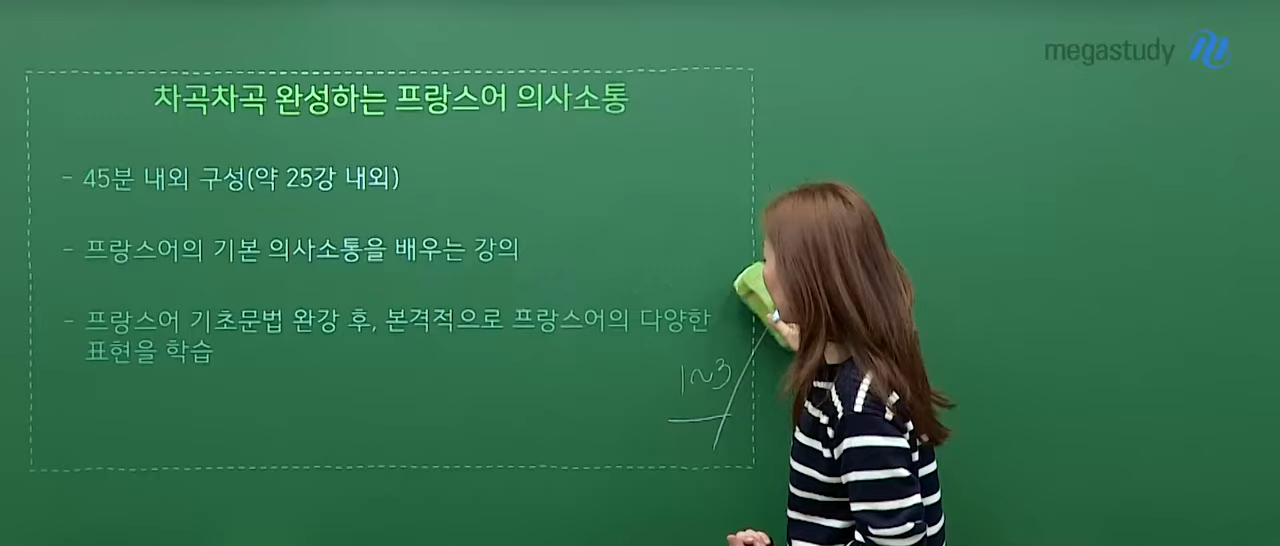 megastudy
차곡차곡 완성하는 프랑스어 의사소통
- 45분 내외 구성(약 25강 내외)
- 프랑스어의 기본 의사소통을 배우는 강의
- 프랑스어 기초문법 완강 후, 본격적으로 프랑스어의 다양한
표현을 학습
1~3